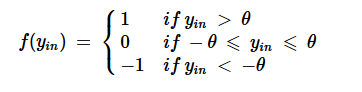 1 if y_in > θ
f(y_in) = { 0 if − θ ⩽ y_in ⩽ θ
−1 if y_in < −θ